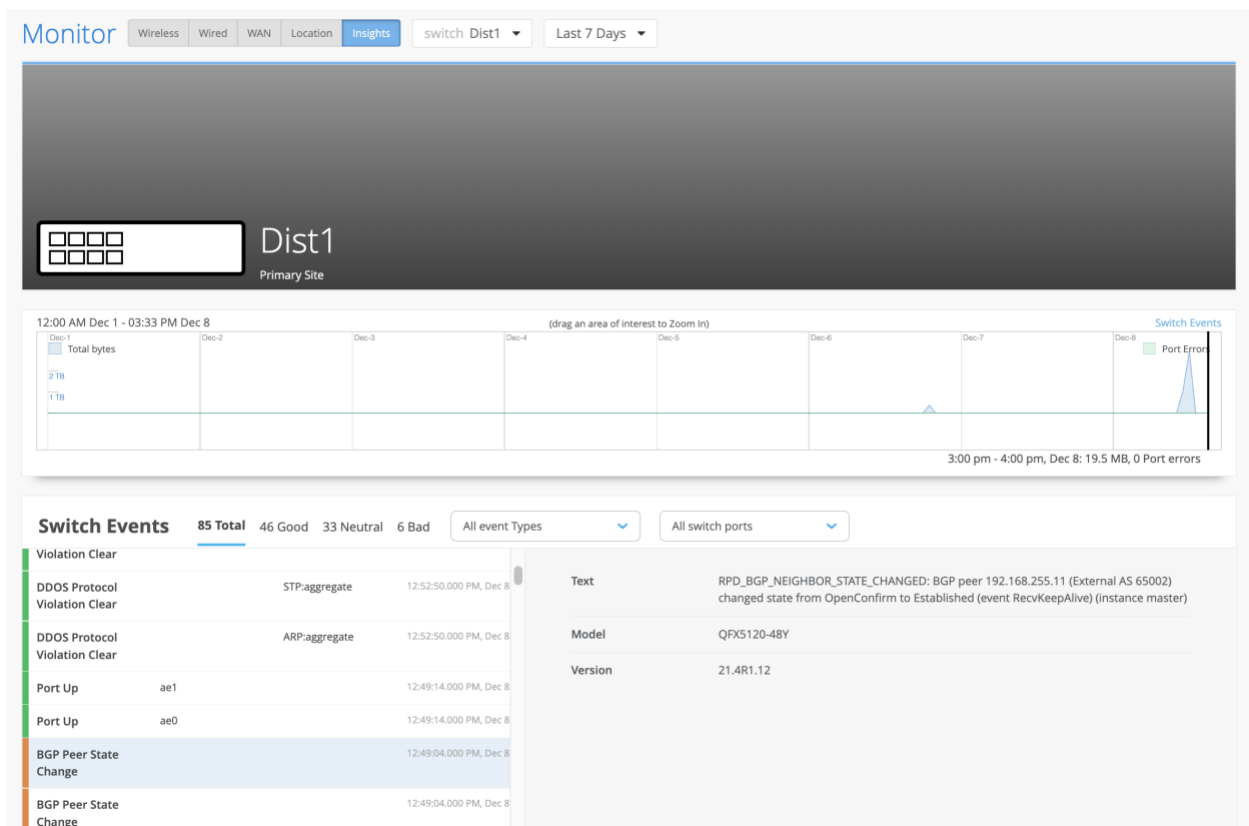 Monitor Wireless Wired WAN Location Insights switch Dist1 Last 7 Days
Dist1
Primary Site
12:00 AM Dec 1 - 03:33 PM Dec 8 (drag an area of interest to Zoom In) Switch Events
Dec-1 Dec-2 Dec-3 Dec-4 Dec-5 Dec-6 Dec-7 Dec-8
Total bytes Port Errors
2 TB
1 TB
3:00 pm - 4:00 pm, Dec 8: 19.5 MB, 0 Port errors
Switch Events 85 Total 46 Good 33 Neutral 6 Bad All event Types All switch ports
Violation Clear
DDOS Protocol STP:aggregate 12:52:50.000 PM, Dec 8
Violation Clear
DDOS Protocol ARP:aggregate 12:52:50.000 PM, Dec 8
Violation Clear
Port Up ae1 12:49:14.000 PM, Dec 8
Port Up ae0 12:49:14.000 PM, Dec 8
BGP Peer State 12:49:04.000 PM, Dec 8
Change
BGP Peer State 12:49:04.000 PM, Dec 8
Change
Text RPD_BGP_NEIGHBOR_STATE_CHANGED: BGP peer 192.168.255.11 (External AS 65002)
changed state from OpenConfirm to Established (event RecvKeepAlive) (instance master)
Model QFX5120-48Y
Version 21.4R1.12